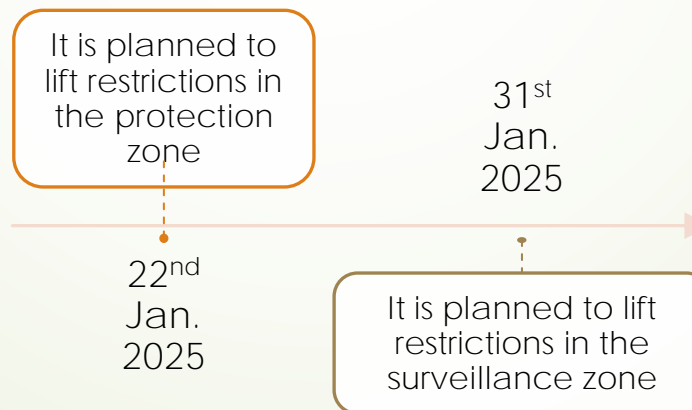 It is planned to
lift restrictions in
the protection
zone
31st
Jan.
2025
22nd
Jan.
2025
It is planned to lift
restrictions in the
surveillance zone